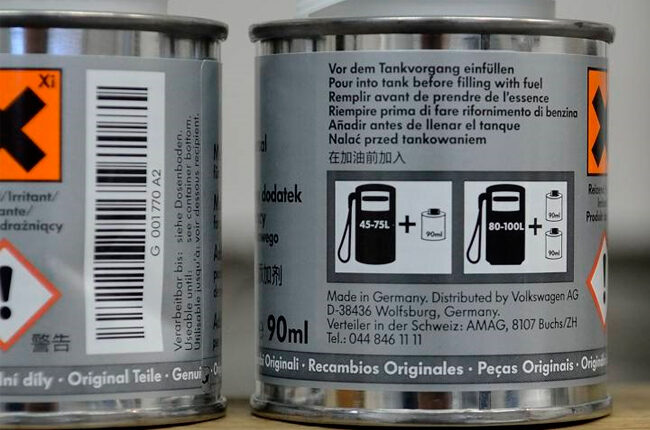 Xi
/Irritant/
G 001 770 A2
Verarbeitbar bis: siehe Dosenboden.
Useable until: see container bottom.
Utilisable jusqu'à: voir dessous récipient.
警告
Original Teile · Genui
Vor dem Tankvorgang einfüllen
Pour into tank before filling with fuel
Remplir avant de prendre de l'essence
Riempire prima di fare rifornimento di benzina
Añadir antes de llenar el tanque
Nalać przed tankowaniem
在加油前加入
dodatek
45-75L + 90ml
80-100L + 90ml
90ml
加剂
90ml
Made in Germany. Distributed by Volkswagen AG
D-38436 Wolfsburg, Germany.
Verteiler in der Schweiz: AMAG, 8107 Buchs/ZH
Tel.: 044 846 11 11
Originali · Recambios Originales · Peças Originais ·